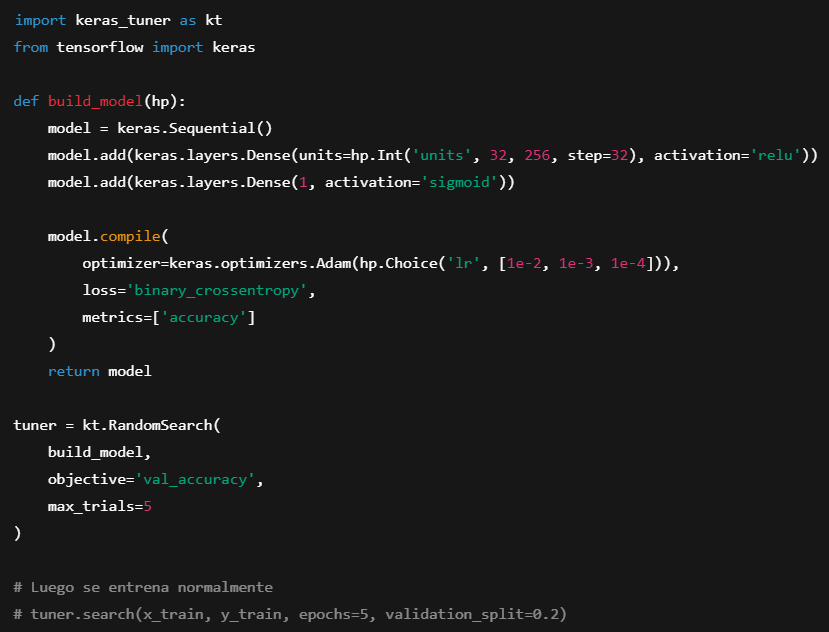 import keras_tuner as kt
from tensorflow import keras

def build_model(hp):
    model = keras.Sequential()
    model.add(keras.layers.Dense(units=hp.Int('units', 32, 256, step=32), activation='relu'))
    model.add(keras.layers.Dense(1, activation='sigmoid'))

    model.compile(
        optimizer=keras.optimizers.Adam(hp.Choice('lr', [1e-2, 1e-3, 1e-4])),
        loss='binary_crossentropy',
        metrics=['accuracy']
    )
    return model

tuner = kt.RandomSearch(
    build_model,
    objective='val_accuracy',
    max_trials=5
)

# Luego se entrena normalmente
# tuner.search(x_train, y_train, epochs=5, validation_split=0.2)